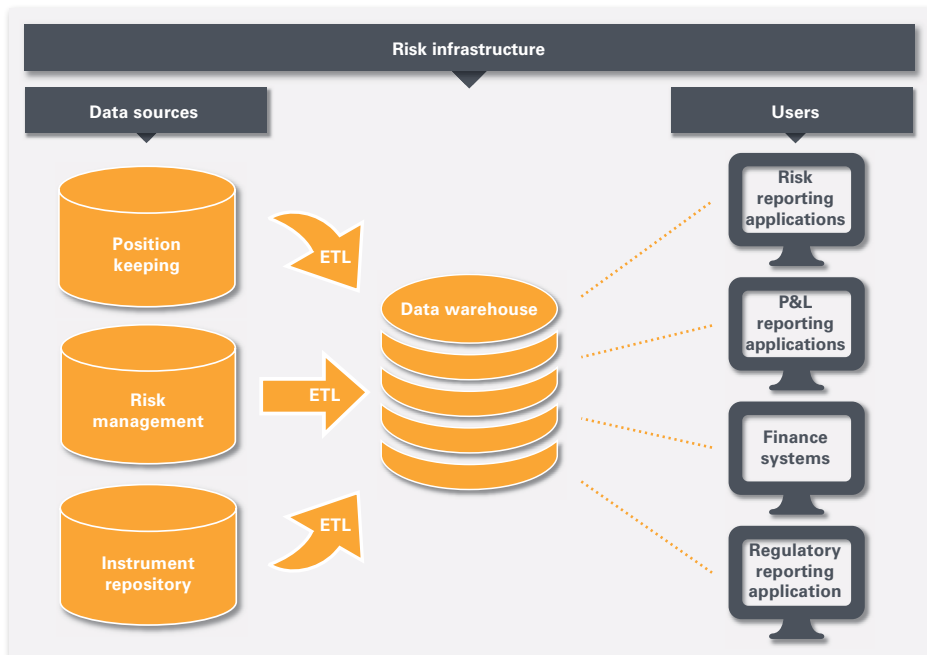 Risk infrastructure
Data sources
Users
Position
keeping
Risk
management
Instrument
repository
ETL
ETL
ETL
Data warehouse
Risk
reporting
applications
P&L
reporting
applications
Finance
systems
Regulatory
reporting
application